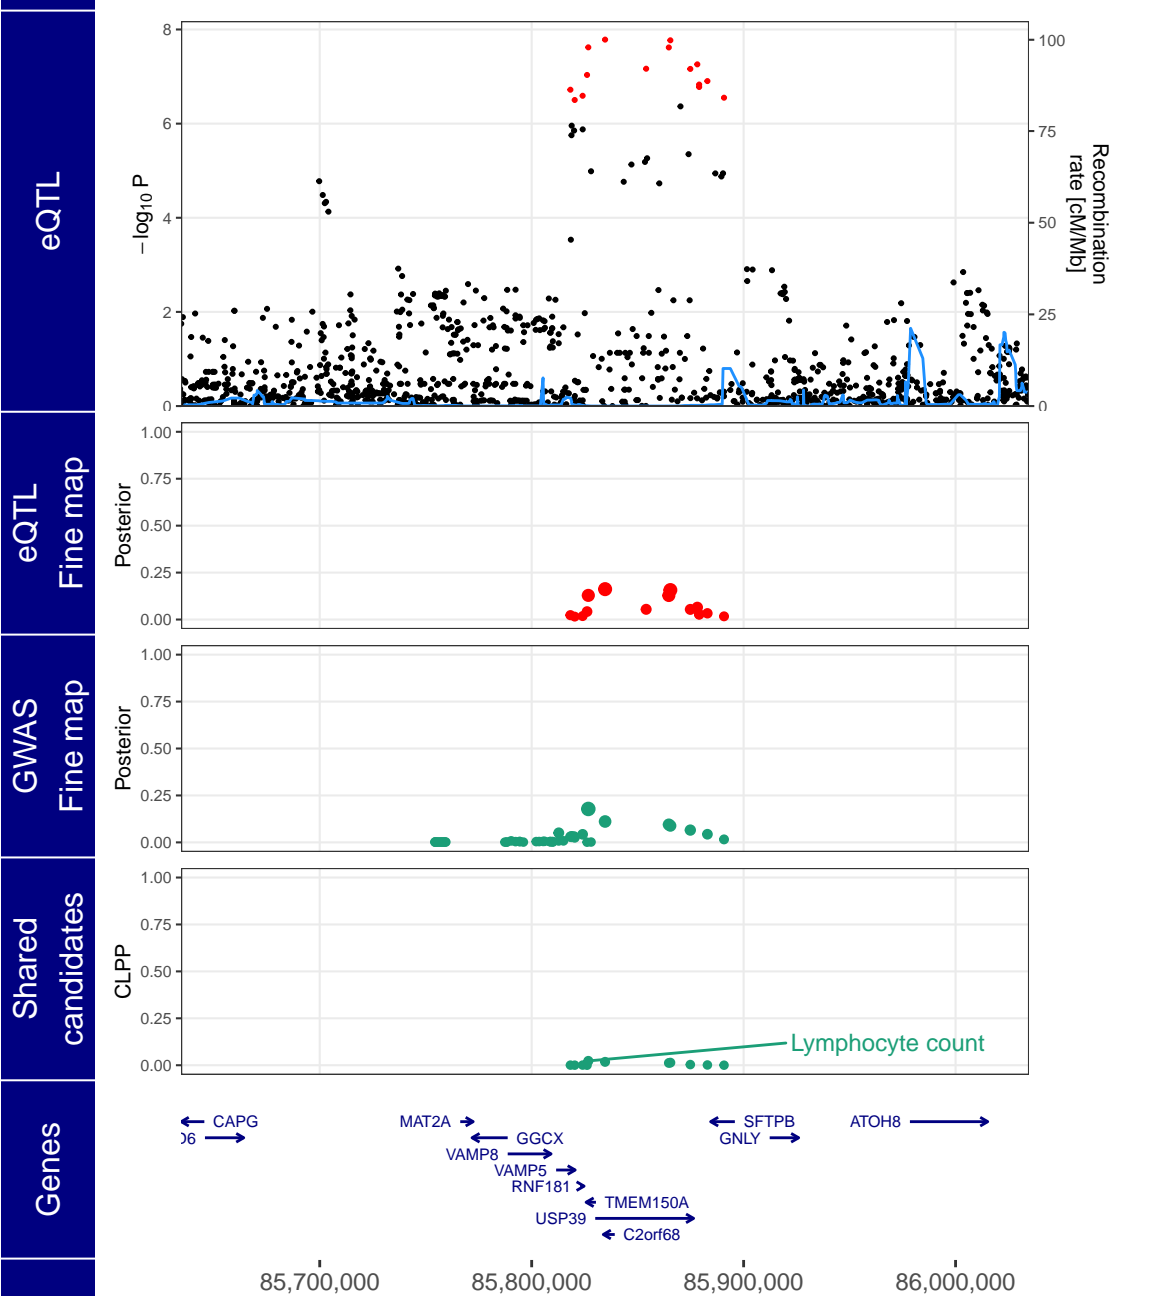 eQTL
−log10 P
8
6
4
2
0
100
75
50
25
0
Recombination
rate [cM/Mb]
eQTL
Fine map
Posterior
1.00
0.75
0.50
0.25
0.00
GWAS
Fine map
Posterior
1.00
0.75
0.50
0.25
0.00
Shared
candidates
CLPP
1.00
0.75
0.50
0.25
0.00
Lymphocyte count
Genes
CAPG MAT2A SFTPB ATOH8
06 GGCX GNLY
VAMP8
VAMP5
RNF181
TMEM150A
USP39
C2orf68
85,700,000 85,800,000 85,900,000 86,000,000